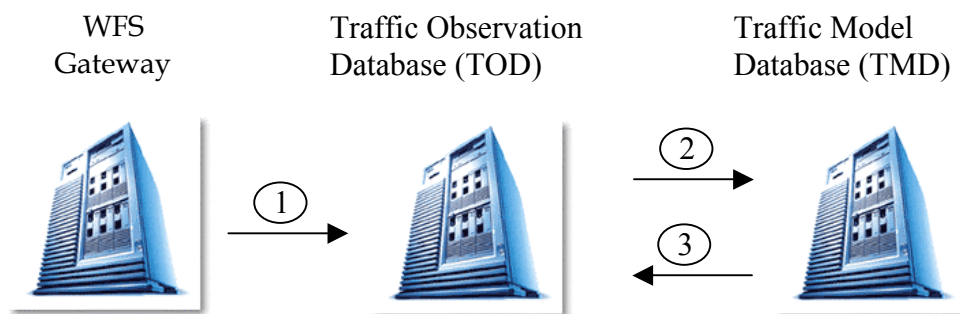 WFS
Gateway
Traffic Observation
Database (TOD)
Traffic Model
Database (TMD)
1
2
3